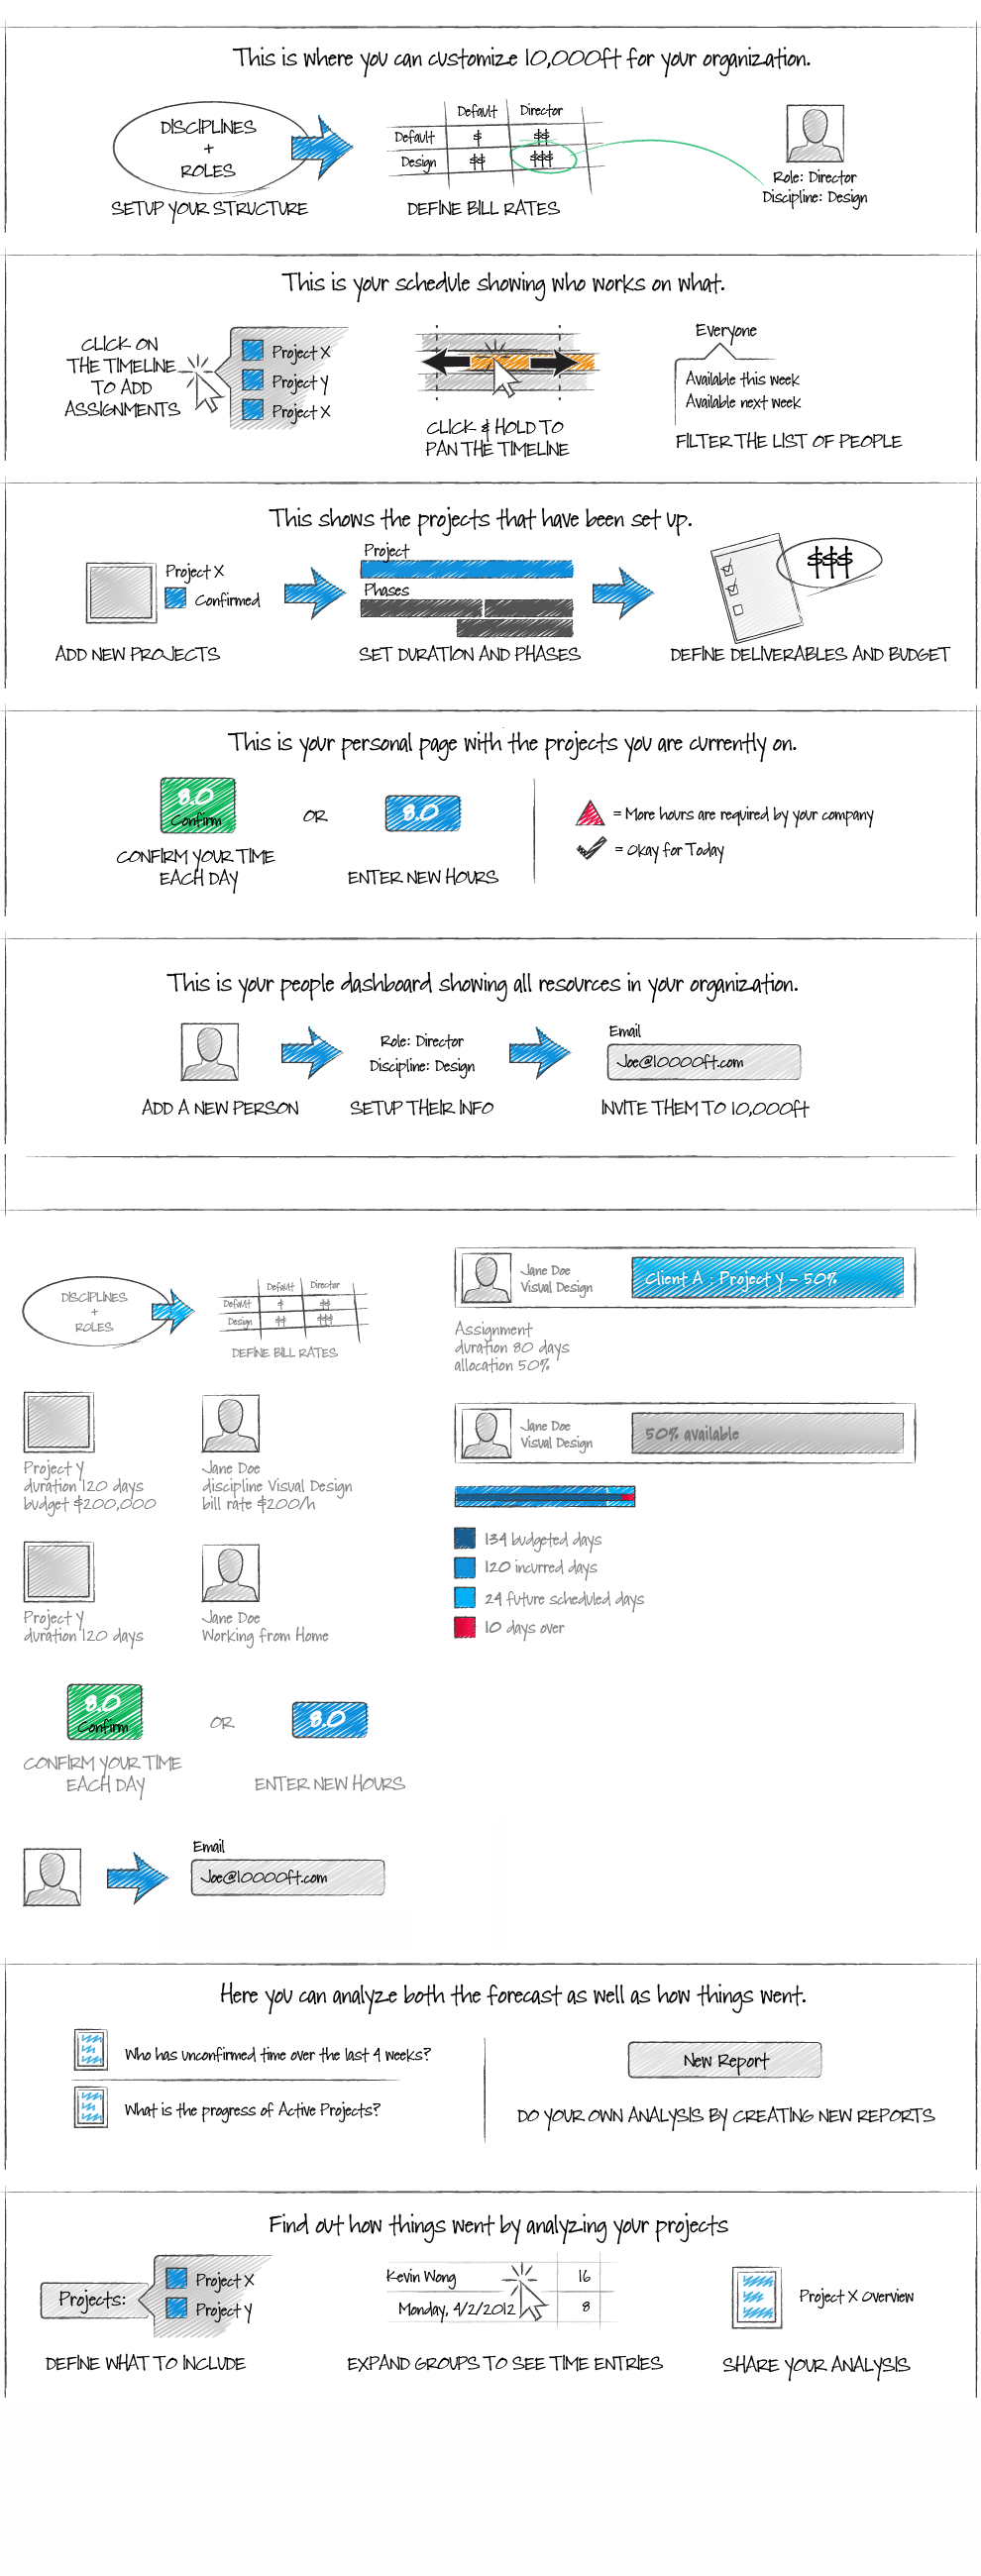 This is where you can customize 10,000ft for your organization.
DISCIPLINES
+
ROLES
SETUP YOUR STRUCTURE
Default Director
Default $ $$
Design $$ $$$
DEFINE BILL RATES
Role: Director
Discipline: Design
This is your schedule showing who works on what.
CLICK ON
THE TIMELINE
TO ADD
ASSIGNMENTS
Project X
Project Y
Project X
CLICK & HOLD TO
PAN THE TIMELINE
Everyone
Available this week
Available next week
FILTER THE LIST OF PEOPLE
This shows the projects that have been set up.
Project X
Confirmed
ADD NEW PROJECTS
Project
Phases
SET DURATION AND PHASES
$$$
DEFINE DELIVERABLES AND BUDGET
This is your personal page with the projects you are currently on.
8.0
Confirm
CONFIRM YOUR TIME
EACH DAY
OR
8.0
ENTER NEW HOURS
= More hours are required by your company
= Okay for Today
This is your people dashboard showing all resources in your organization.
ADD A NEW PERSON
Role: Director
Discipline: Design
SETUP THEIR INFO
Email
Joe@10000ft.com
INVITE THEM TO 10,000ft
DISCIPLINES
+
ROLES
Default Director
Default $ $$
Design $$ $$$
DEFINE BILL RATES
Jane Doe
Visual Design
Client A : Project Y - 50%
Assignment
duration 80 days
allocation 50%
Project Y
duration 120 days
budget $200,000
Jane Doe
discipline Visual Design
bill rate $200/h
Jane Doe
Visual Design
50% available
134 budgeted days
120 incurred days
24 future scheduled days
10 days over
Project Y
duration 120 days
Jane Doe
Working from Home
8.0
Confirm
CONFIRM YOUR TIME
EACH DAY
OR
8.0
ENTER NEW HOURS
Email
Joe@10000ft.com
Here you can analyze both the forecast as well as how things went.
Who has unconfirmed time over the last 4 weeks?
What is the progress of Active Projects?
New Report
DO YOUR OWN ANALYSIS BY CREATING NEW REPORTS
Find out how things went by analyzing your projects
Projects:
Project X
Project Y
DEFINE WHAT TO INCLUDE
Kevin Wong 16
Monday, 4/2/2012 8
EXPAND GROUPS TO SEE TIME ENTRIES
Project X Overview
SHARE YOUR ANALYSIS